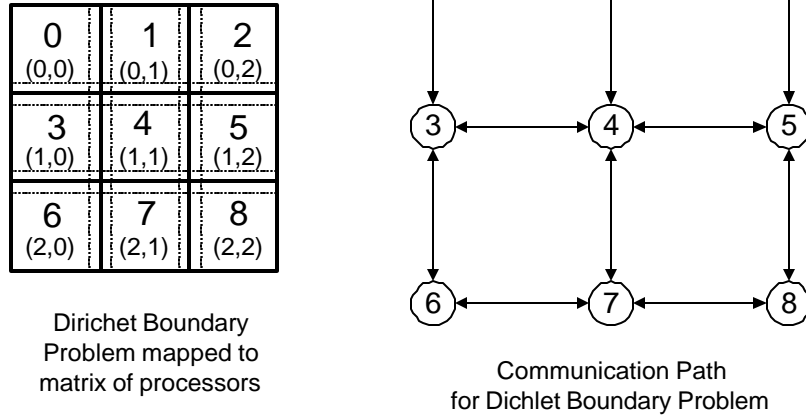 0 1 2
(0,0) (0,1) (0,2)
3 4 5
(1,0) (1,1) (1,2)
6 7 8
(2,0) (2,1) (2,2)
Dirichet Boundary
Problem mapped to
matrix of processors
3 4 5
6 7 8
Communication Path
for Dichlet Boundary Problem